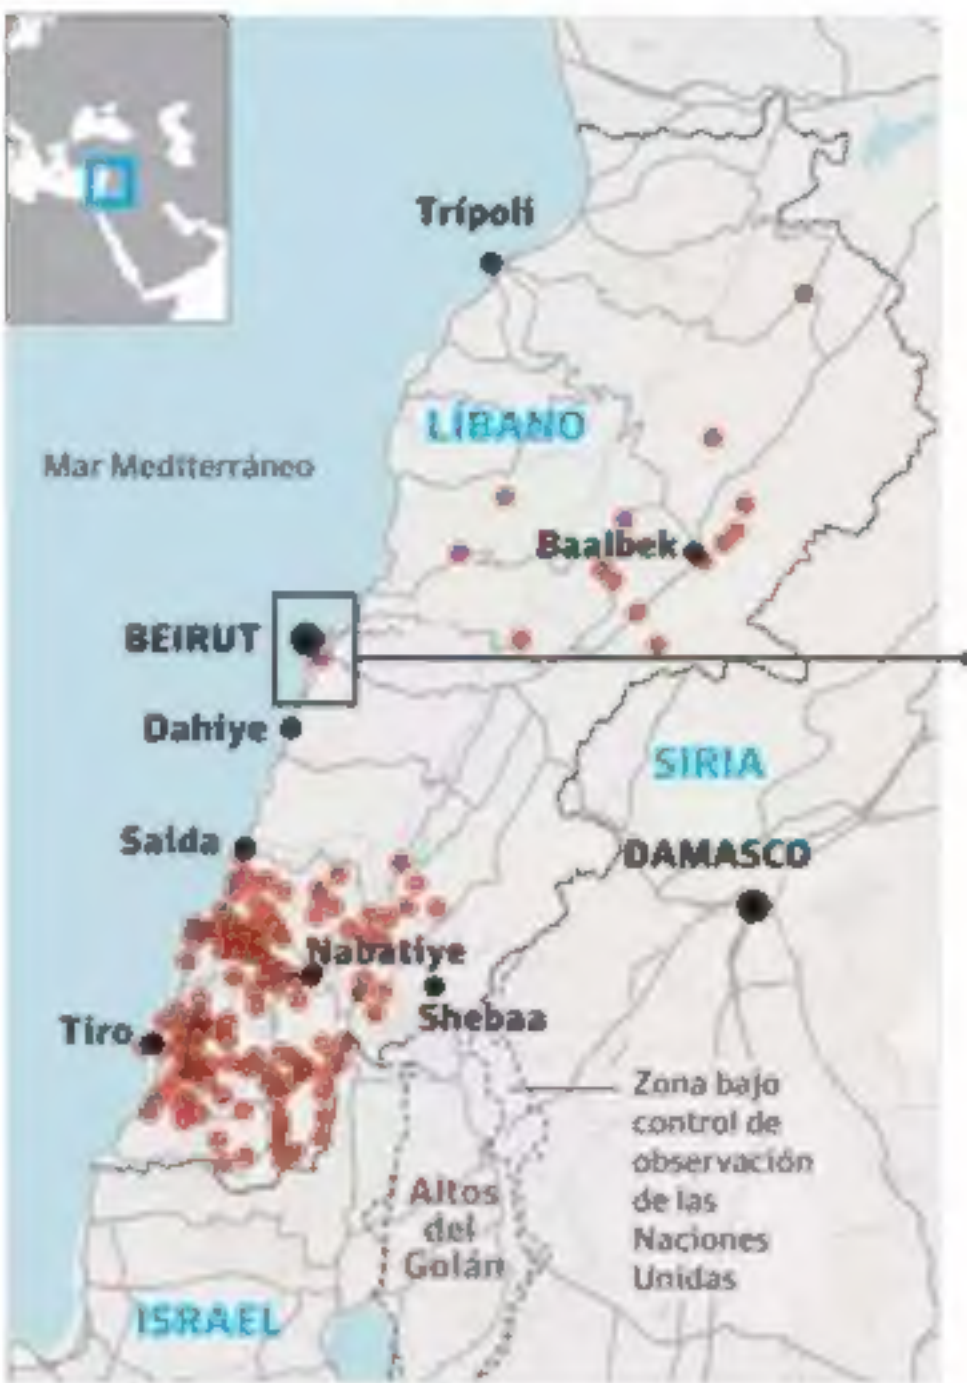 Trípoli
LÍBANO
Mar Mediterráneo
Baalbek
BEIRUT
Dahiye
SIRIA
Saida
DAMASCO
Nabatiye
Shebaa
Tiro
Zona bajo
control de
observación
de las
Naciones
Unidas
Altos
del
Golán
ISRAEL